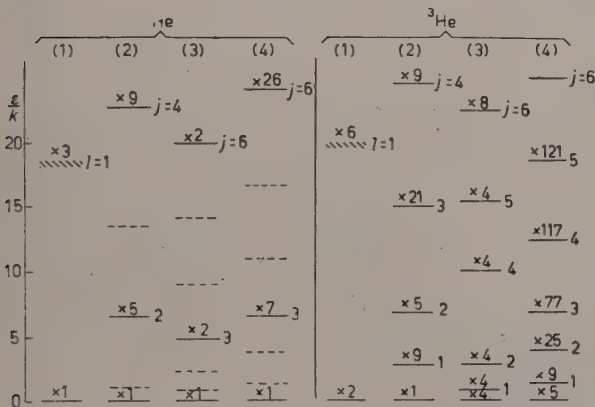 ³He
(1) (2) (3) (4) (1) (2) (3) (4)
ε/k
×26 j=6
×9 j=4
×2 j=6
×3 l=1
×5 2
×2 3
×7 3
×1 ×1 ×1 ×1
20
15
10
5
0
j=6
×9 j=4
×8 j=6
×6 l=1
×121 5
×21 3
×4 5
×117 4
×4 4
×5 2
×77 3
×25 2
×9 1
×4 2
×9 1
×4 1
×2 ×1 ×4 ×5